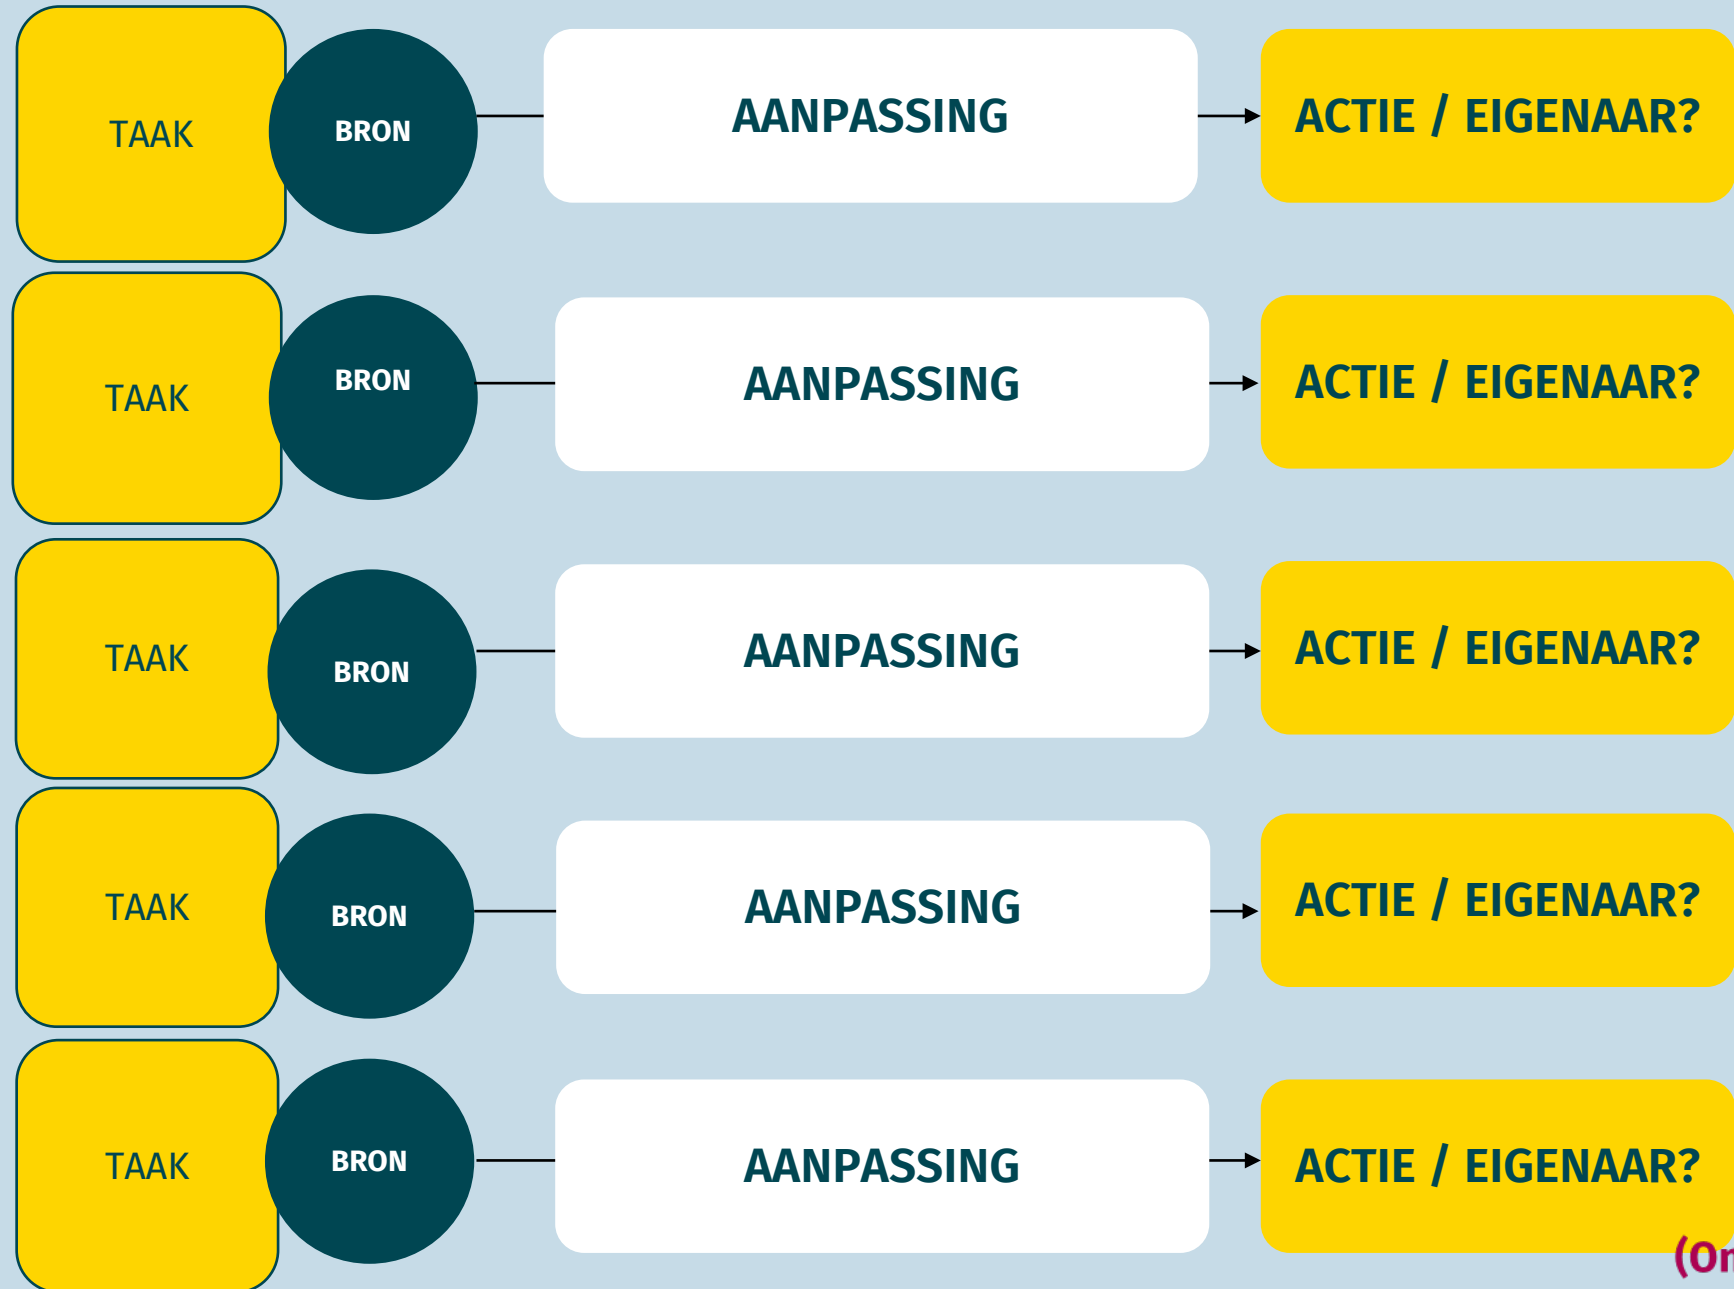 TAAK
BRON
AANPASSING
ACTIE / EIGENAAR?
TAAK
BRON
AANPASSING
ACTIE / EIGENAAR?
TAAK
BRON
AANPASSING
ACTIE / EIGENAAR?
TAAK
BRON
AANPASSING
ACTIE / EIGENAAR?
TAAK
BRON
AANPASSING
ACTIE / EIGENAAR?